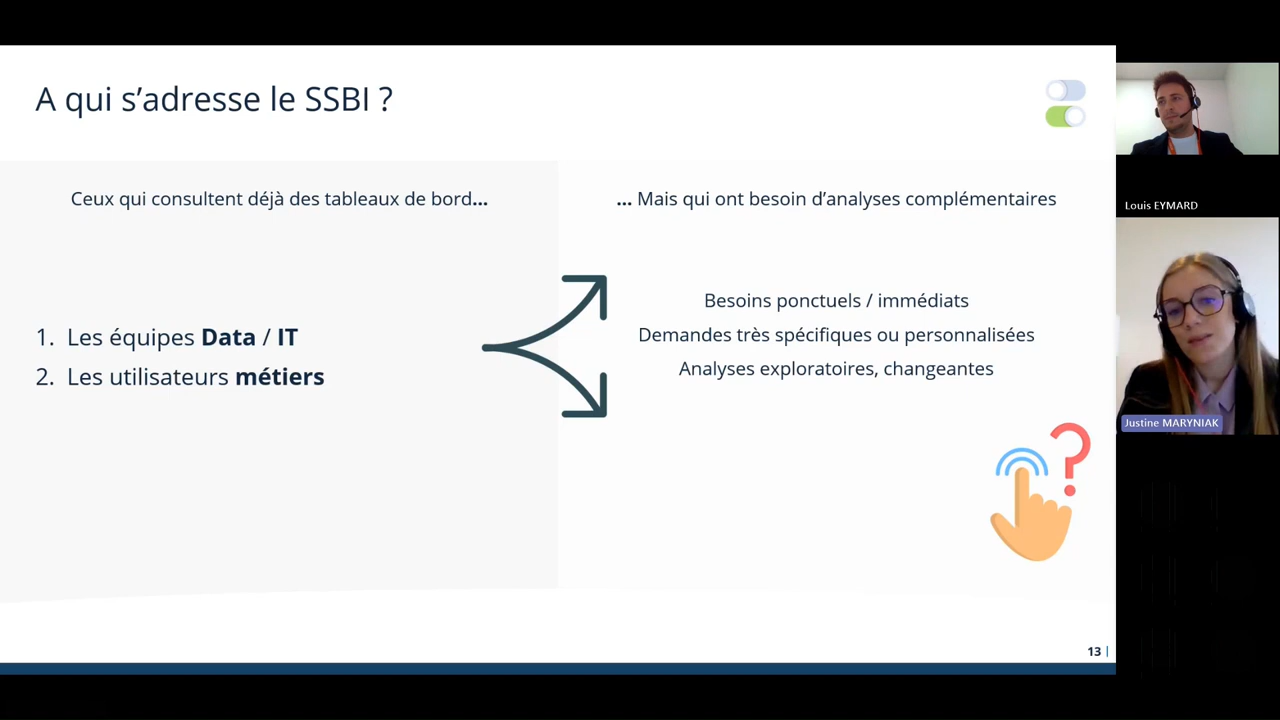 A qui s’adresse le SSBI ?
Ceux qui consultent déjà des tableaux de bord...
... Mais qui ont besoin d’analyses complémentaires
1. Les équipes Data / IT
2. Les utilisateurs métiers
Besoins ponctuels / immédiats
Demandes très spécifiques ou personnalisées
Analyses exploratoires, changeantes
?
13 |
Louis EYMARD
Justine MARYNIAK